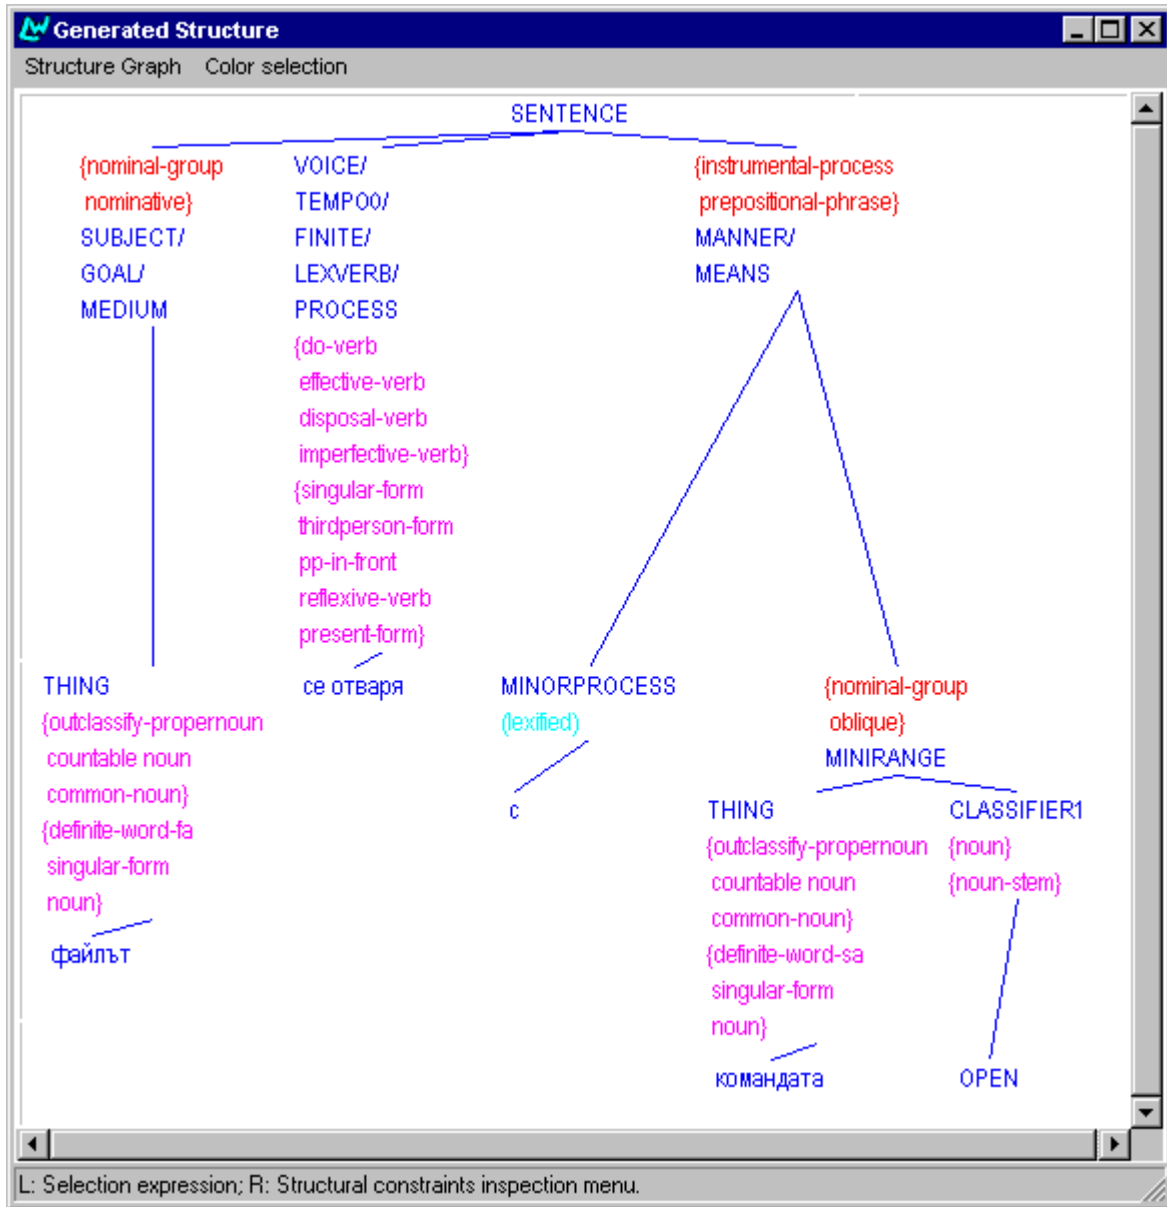 Generated Structure
Structure Graph Color selection
SENTENCE
{nominal-group
nominative}
SUBJECT/
GOAL/
MEDIUM
VOICE/
TEMPO0/
FINITE/
LEXVERB/
PROCESS
{do-verb
effective-verb
disposal-verb
imperfective-verb}
{singular-form
thirdperson-form
pp-in-front
reflexive-verb
present-form}
{instrumental-process
prepositional-phrase}
MANNER/
MEANS
THING
{outclassify-propernoun
countable noun
common-noun}
{definite-word-fa
singular-form
noun}
файлът
се отваря
MINORPROCESS
(lexified)
с
{nominal-group
oblique}
MINIRANGE
THING
{outclassify-propernoun
countable noun
common-noun}
{definite-word-sa
singular-form
noun}
командата
CLASSIFIER1
{noun}
{noun-stem}
OPEN
L: Selection expression; R: Structural constraints inspection menu.